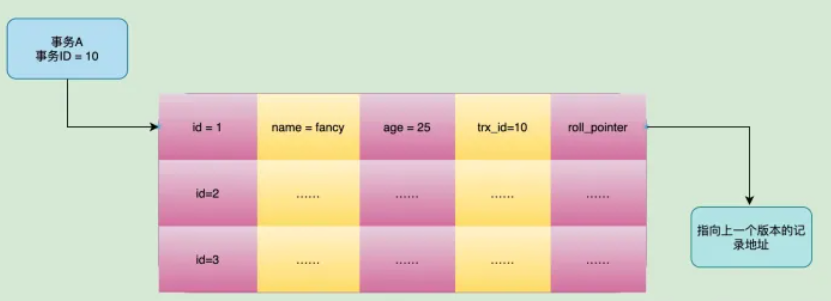 事务A
事务ID = 10
id = 1 name = fancy age = 25 trx_id=10 roll_pointer
id=2 …… …… …… ……
id=3 …… …… …… ……
指向上一个版本的记
录地址